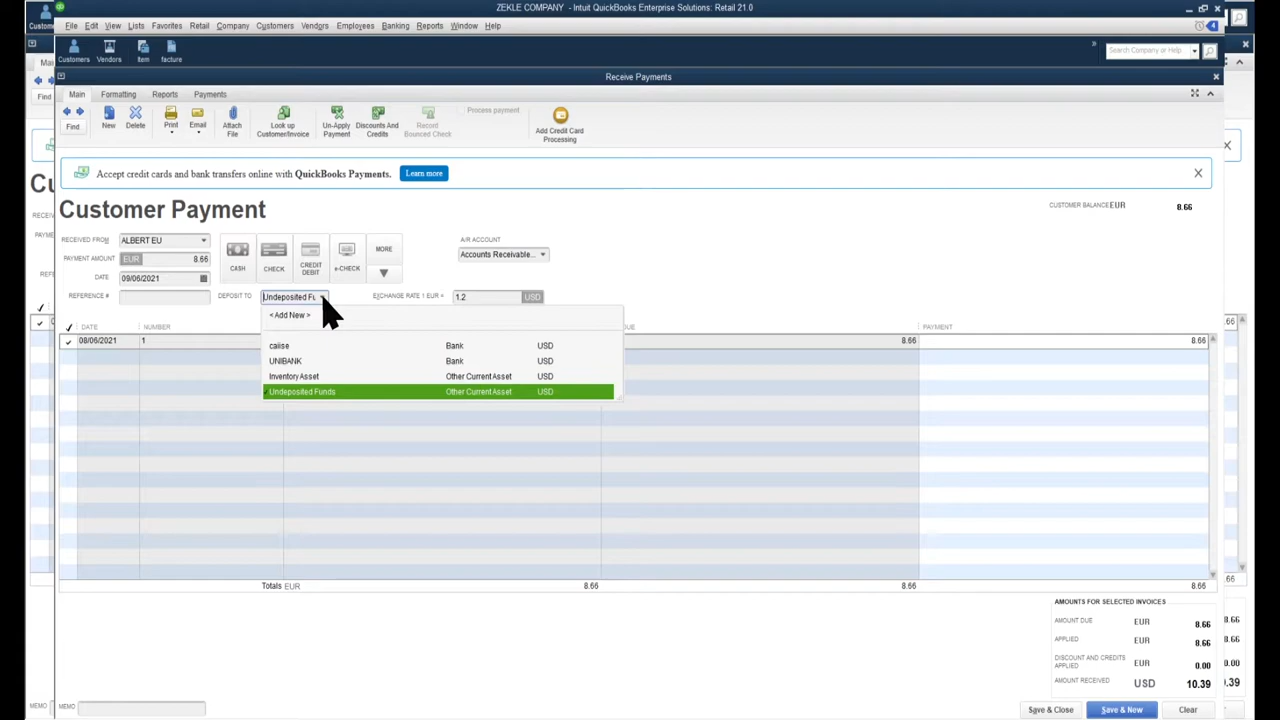 ZEKLE COMPANY - Intuit QuickBooks Enterprise Solutions: Retail 21.0
File Edit View Lists Favorites Retail Company Customers Vendors Employees Banking Reports Window Help
4
Customers Vendors Item facture
» Search Company or Help
Receive Payments
Main Formatting Reports Payments
Find New Delete Print Email
Attach File
Look up Customer/Invoice
Un-Apply Payment
Discounts And Credits
Record Bounced Check
Process payment
Add Credit Card Processing
Accept credit cards and bank transfers online with QuickBooks Payments. Learn more
Customer Payment
CUSTOMER BALANCE EUR 8.66
RECEIVED FROM ALBERT EU
PAYMENT AMOUNT EUR 8.66
DATE 09/06/2021
REFERENCE #
CASH CHECK CREDIT DEBIT e-CHECK MORE
A/R ACCOUNT
Accounts Receivable...
DEPOSIT TO Undeposited Fu
EXCHANGE RATE 1 EUR = 1.2 USD
< Add New >
caiise Bank USD
UNIBANK Bank USD
Inventory Asset Other Current Asset USD
Undeposited Funds Other Current Asset USD
DATE NUMBER DUE PAYMENT
08/06/2021 1 8.66
Totals EUR 8.66 8.66 8.66
AMOUNTS FOR SELECTED INVOICES
AMOUNT DUE EUR 8.66
APPLIED EUR 8.66
DISCOUNT AND CREDITS APPLIED EUR 0.00
AMOUNT RECEIVED USD 10.39
MEMO MEMO
Save & Close Save & New Clear